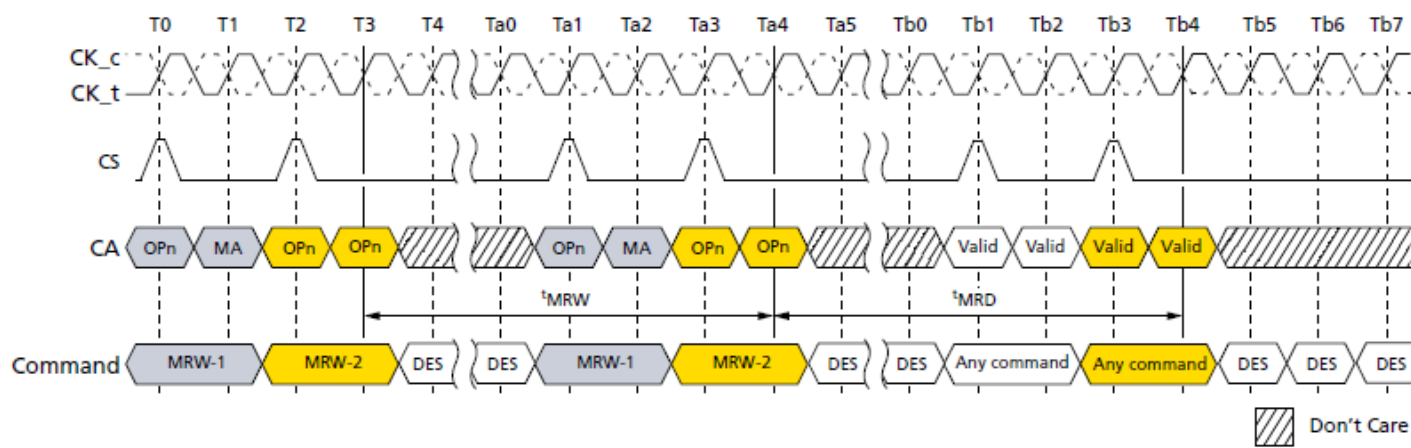 T0 T1 T2 T3 T4 Ta0 Ta1 Ta2 Ta3 Ta4 Ta5 Tb0 Tb1 Tb2 Tb3 Tb4 Tb5 Tb6 Tb7
CK_c
CK_t
CS
CA OPn MA OPn OPn OPn MA OPn OPn Valid Valid Valid Valid
tMRW tMRD
Command MRW-1 MRW-2 DES DES MRW-1 MRW-2 DES DES Any command Any command DES DES DES
Don't Care